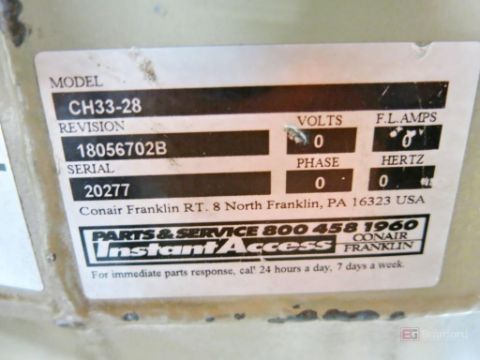 MODEL
CH33-28
REVISION VOLTS F.L.AMPS
18056702B 0 0
SERIAL PHASE HERTZ
20277 0 0
Conair Franklin RT. 8 North Franklin, PA 16323 USA
PARTS & SERVICE 800 458 1960
Instant Access CONAIR
FRANKLIN
For immediate parts response, cal' 24 hours a day, 7 days a week.